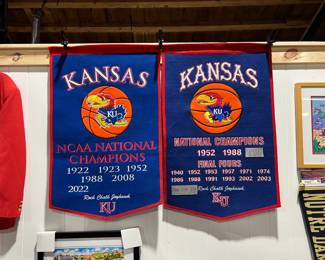 KANSAS
KU
NCAA NATIONAL
CHAMPIONS
1922 1923 1952
1988 2008
2022
Rock Chalk Jayhawk
KU
KANSAS
KU
NATIONAL CHAMPIONS
1952 1988
FINAL FOURS
1940 1952 1953 1957 1971 1974
1986 1988 1991 1993 2002 2003
Rock Chalk Jayhawk
KU
NOTRE DAM